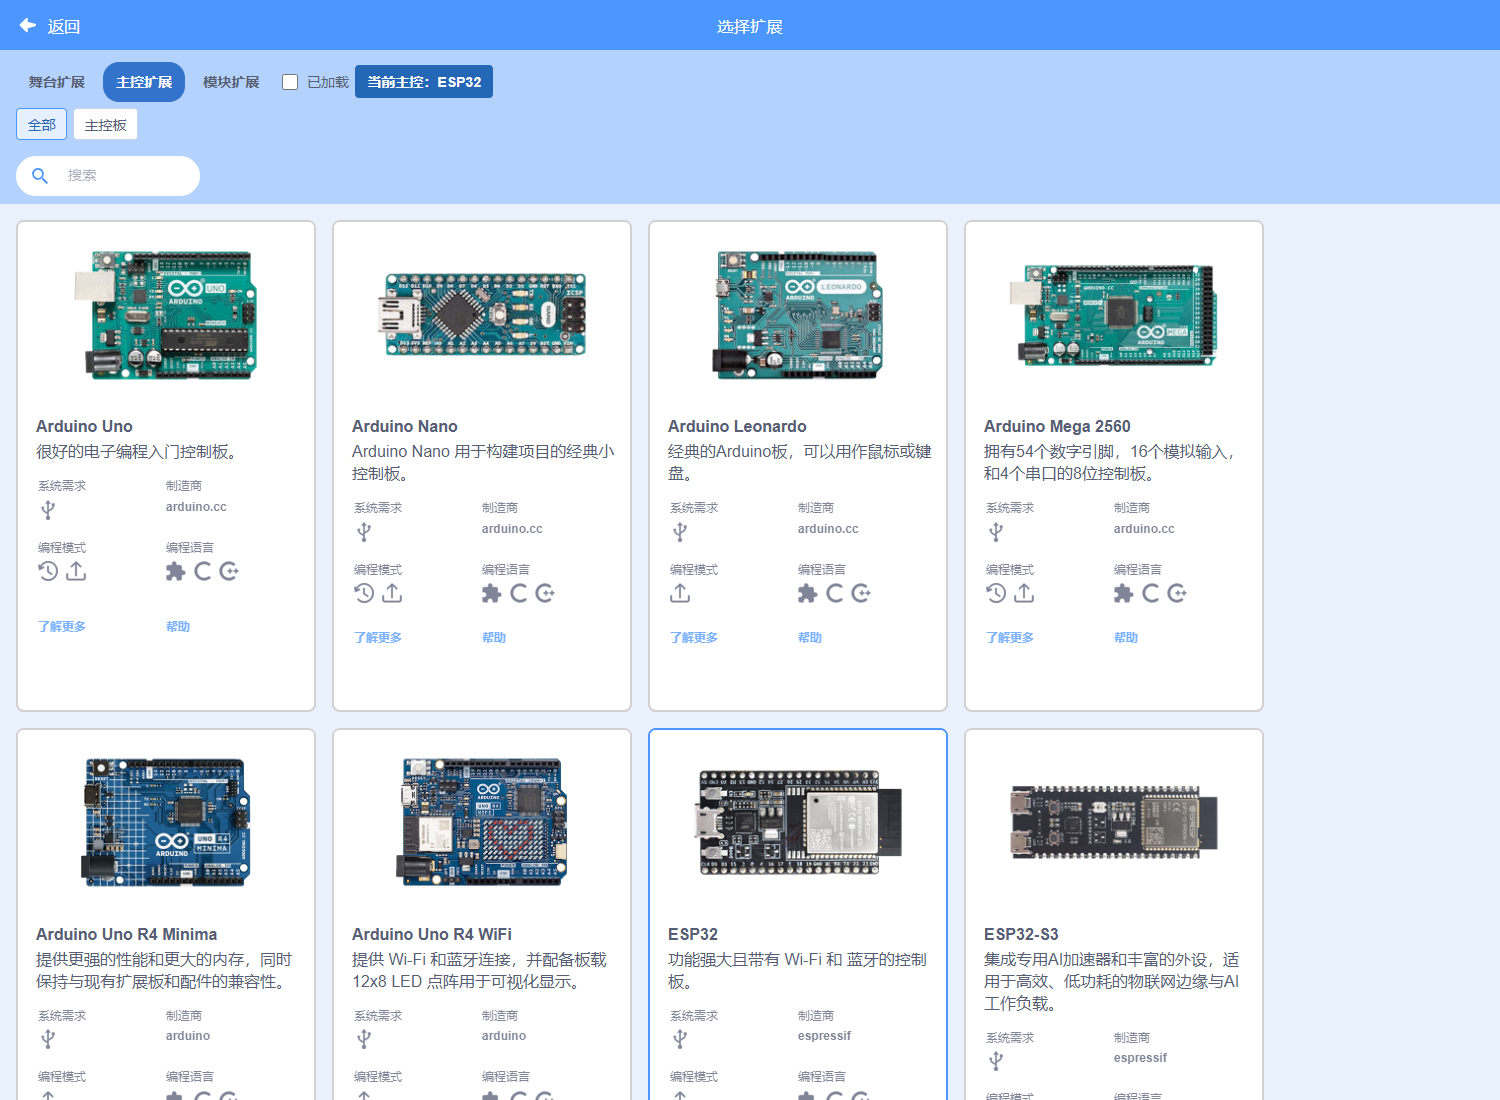 返回
选择扩展
舞台扩展
主控扩展
模块扩展
已加载
当前主控：ESP32
全部
主控板
搜索
Arduino Uno
很好的电子编程入门控制板。
系统需求
制造商
arduino.cc
编程模式
编程语言
了解更多
帮助
Arduino Nano
Arduino Nano 用于构建项目的经典小
控制板。
系统需求
制造商
arduino.cc
编程模式
编程语言
了解更多
帮助
Arduino Leonardo
经典的Arduino板，可以用作鼠标或键
盘。
系统需求
制造商
arduino.cc
编程模式
编程语言
了解更多
帮助
Arduino Mega 2560
拥有54个数字引脚，16个模拟输入，
和4个串口的8位控制板。
系统需求
制造商
arduino.cc
编程模式
编程语言
了解更多
帮助
Arduino Uno R4 Minima
提供更强的性能和更大的内存，同时
保持与现有扩展板和配件的兼容性。
系统需求
制造商
arduino
编程模式
编程语言
Arduino Uno R4 WiFi
提供 Wi-Fi 和蓝牙连接，并配备板载
12x8 LED 点阵用于可视化显示。
系统需求
制造商
arduino
编程模式
编程语言
ESP32
功能强大且带有 Wi-Fi 和 蓝牙的控制
板。
系统需求
制造商
espressif
编程模式
编程语言
ESP32-S3
集成专用AI加速器和丰富的外设，适
用于高效、低功耗的物联网边缘与AI
工作负载。
系统需求
制造商
espressif
编程模式
编程语言